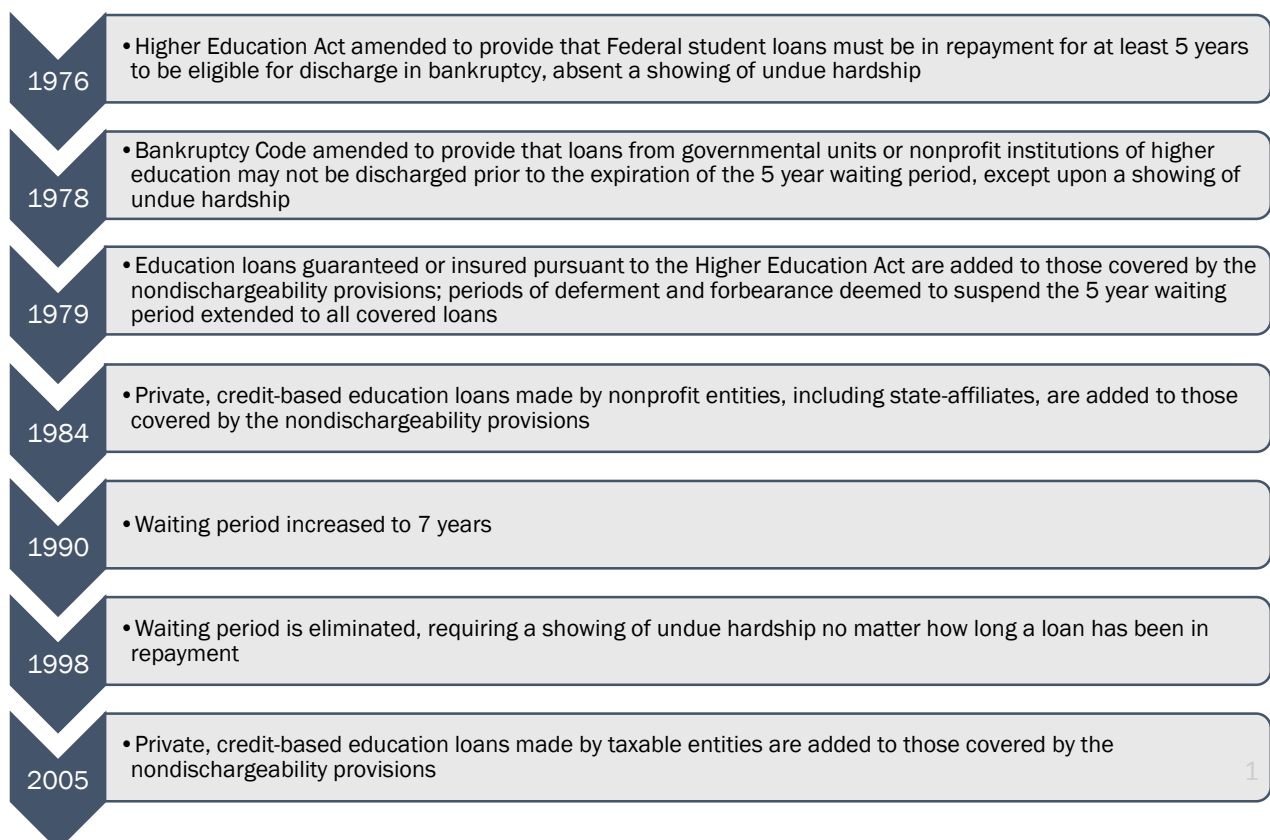 1976
•Higher Education Act amended to provide that Federal student loans must be in repayment for at least 5 years
to be eligible for discharge in bankruptcy, absent a showing of undue hardship
1978
•Bankruptcy Code amended to provide that loans from governmental units or nonprofit institutions of higher
education may not be discharged prior to the expiration of the 5 year waiting period, except upon a showing of
undue hardship
1979
•Education loans guaranteed or insured pursuant to the Higher Education Act are added to those covered by the
nondischargeability provisions; periods of deferment and forbearance deemed to suspend the 5 year waiting
period extended to all covered loans
1984
•Private, credit-based education loans made by nonprofit entities, including state-affiliates, are added to those
covered by the nondischargeability provisions
1990
•Waiting period increased to 7 years
1998
•Waiting period is eliminated, requiring a showing of undue hardship no matter how long a loan has been in
repayment
2005
•Private, credit-based education loans made by taxable entities are added to those covered by the
nondischargeability provisions
1